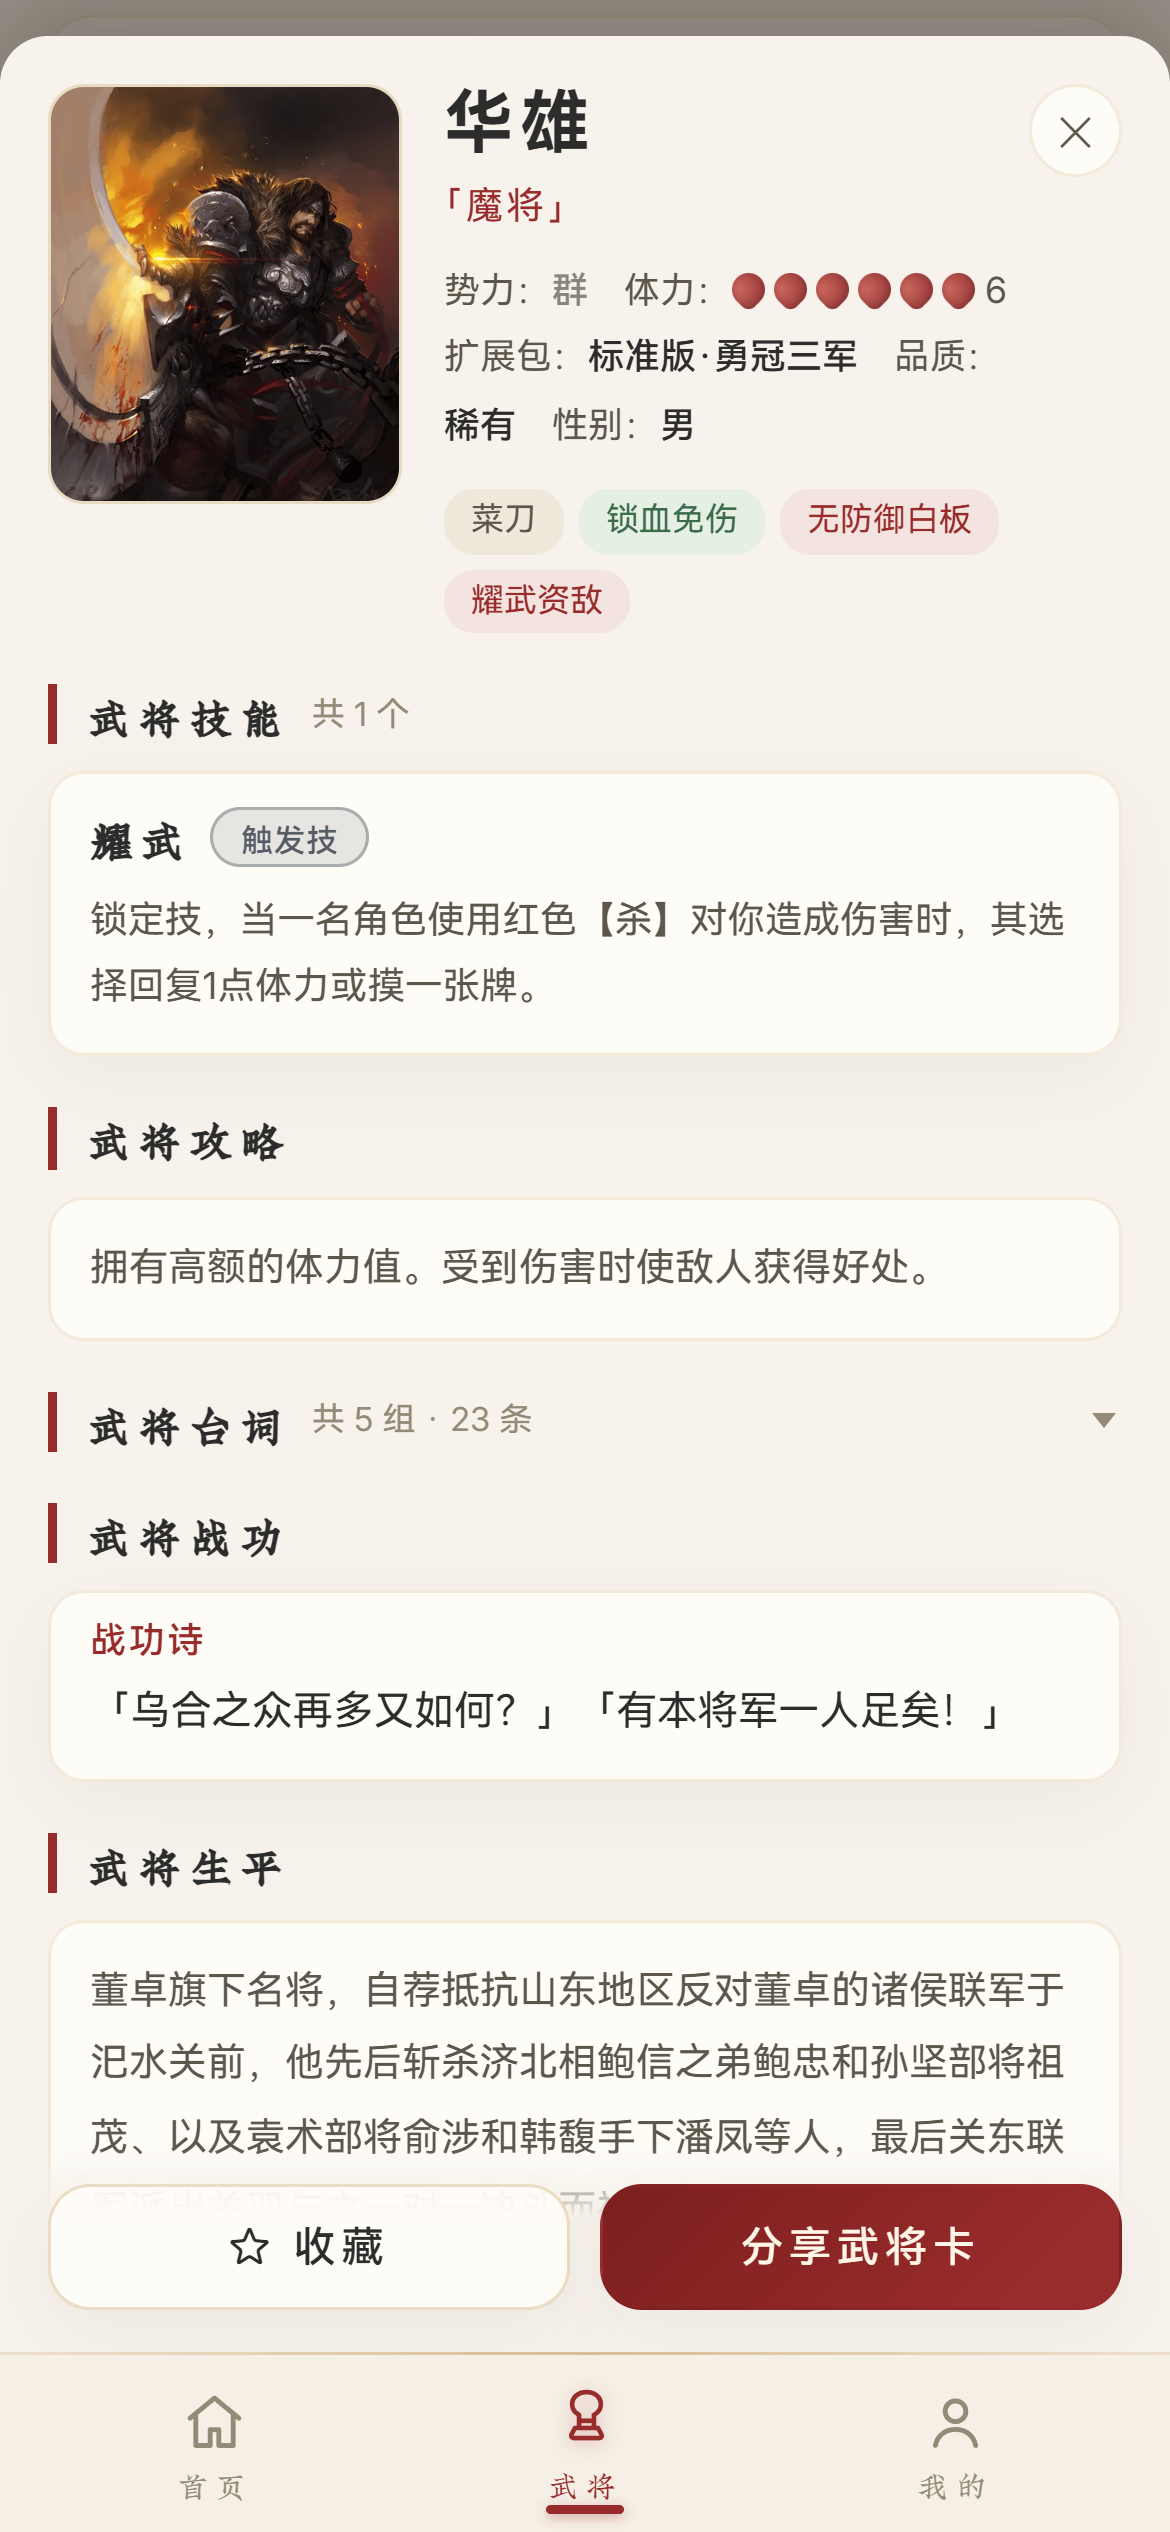 华雄
「魔将」
势力：群 体力： 6
扩展包：标准版·勇冠三军 品质：
稀有 性别：男
菜刀 锁血免伤 无防御白板
耀武资敌
武将技能 共1个
耀武 触发技
锁定技，当一名角色使用红色【杀】对你造成伤害时，其选
择回复1点体力或摸一张牌。
武将攻略
拥有高额的体力值。受到伤害时使敌人获得好处。
武将台词 共 5 组 · 23 条
武将战功
战功诗
「乌合之众再多又如何？」「有本将军一人足矣！」
武将生平
董卓旗下名将，自荐抵抗山东地区反对董卓的诸侯联军于
汜水关前，他先后斩杀济北相鲍信之弟鲍忠和孙坚部将祖
茂、以及袁术部将俞涉和韩馥手下潘凤等人，最后关东联
收藏 分享武将卡
首页 武将 我的